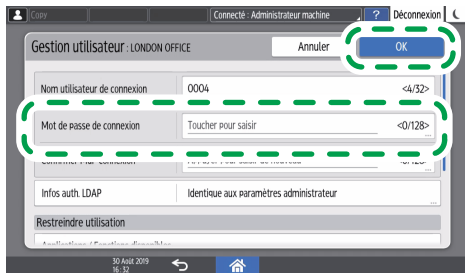 Copy
Connecté : Administrateur machine
?
Déconnexion
Gestion utilisateur : LONDON OFFICE
Annuler
OK
Nom utilisateur de connexion
0004
<4/32>
Mot de passe de connexion
Toucher pour saisir
<0/128>
Infos auth. LDAP
Identique aux paramètres administrateur
Restreindre utilisation
30 Août 2019
16:32